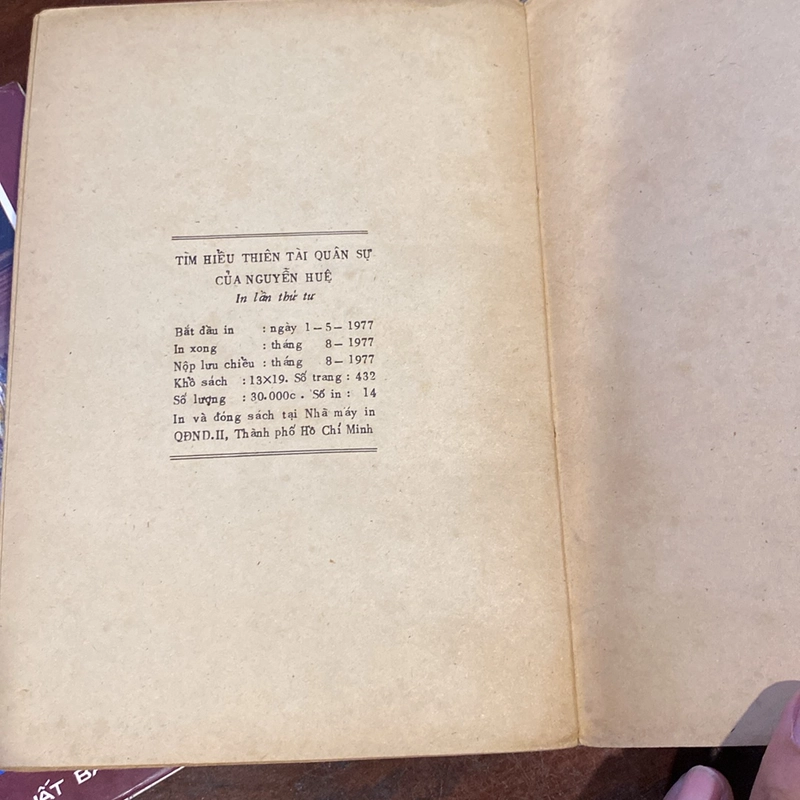 TÌM HIỂU THIÊN TÀI QUÂN SỰ
CỦA NGUYỄN HUỆ
In lần thứ tư
Bắt đầu in : ngày 1 – 5 – 1977
In xong : tháng 8 – 1977
Nộp lưu chiểu : tháng 8 – 1977
Khổ sách : 13×19. Số trang : 432
Số lượng : 30.000c. Số in : 14
In và đóng sách tại Nhà máy in
QĐND.II, Thành phố Hồ Chí Minh